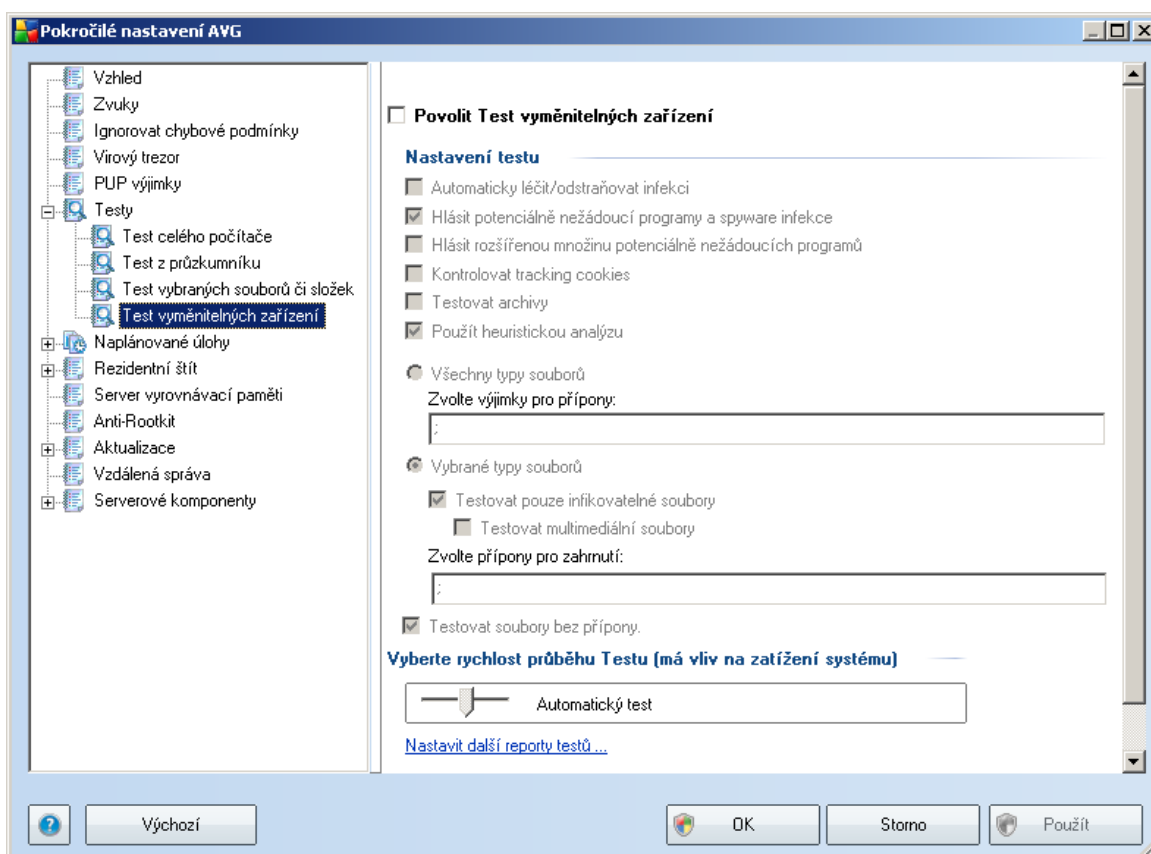 Pokročilé nastavení AVG
Vzhled
Zvuky
Ignorovat chybové podmínky
Virový trezor
PUP výjimky
Testy
Test celého počítače
Test z průzkumníku
Test vybraných souborů či složek
Test vyměnitelných zařízení
Naplánované úlohy
Rezidentní štít
Server vyrovnávací paměti
Anti-Rootkit
Aktualizace
Vzdálená správa
Serverové komponenty
Povolit Test vyměnitelných zařízení
Nastavení testu
Automaticky léčit/odstraňovat infekci
Hlásit potenciálně nežádoucí programy a spyware infekce
Hlásit rozšířenou množinu potenciálně nežádoucích programů
Kontrolovat tracking cookies
Testovat archivy
Použít heuristickou analýzu
Všechny typy souborů
Zvolte výjimky pro přípony:
;
Vybrané typy souborů
Testovat pouze infikovatelné soubory
Testovat multimediální soubory
Zvolte přípony pro zahrnutí:
;
Testovat soubory bez přípony.
Vyberte rychlost průběhu Testu (má vliv na zatížení systému)
Automatický test
Nastavit další reporty testů ...
?
Výchozí
OK
Storno
Použít